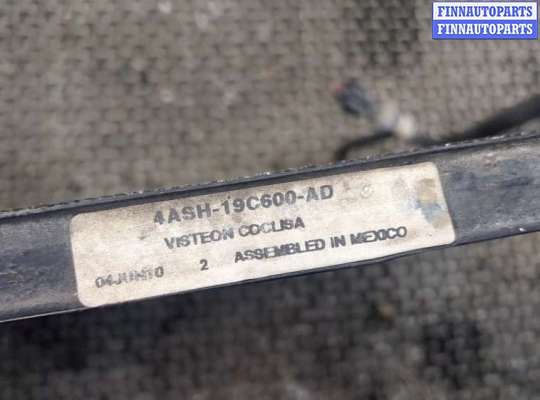 FINNAUTOPARTS
FINNAUTOPARTS
4ASH-19C600-AD
VISTEON COCLISA
04JUN10 2 ASSEMBLED IN MEXICO